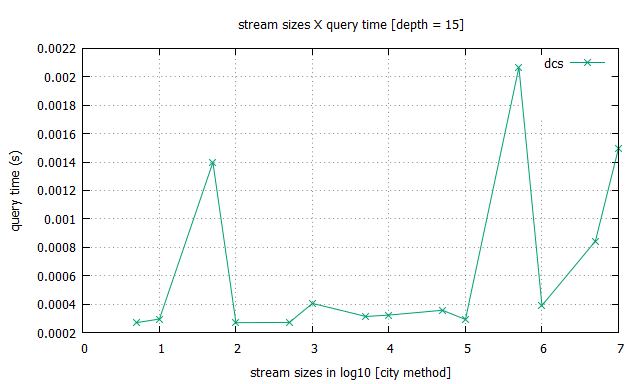 stream sizes X query time [depth = 15]
0.0022
0.002
0.0018
0.0016
0.0014
0.0012
0.001
0.0008
0.0006
0.0004
0.0002
query time (s)
dcs
0 1 2 3 4 5 6 7
stream sizes in log10 [city method]